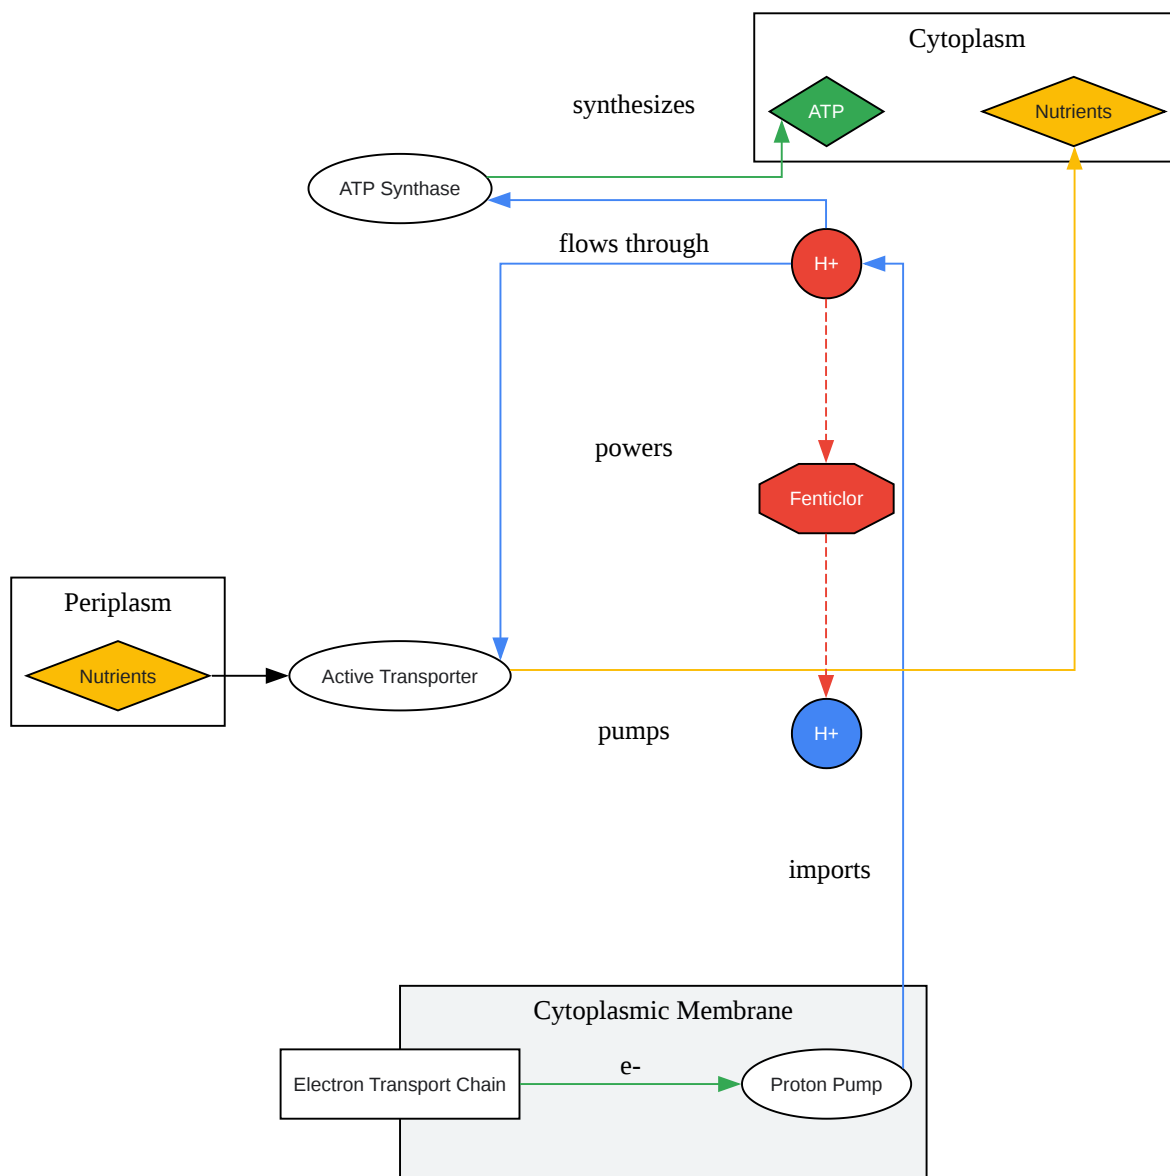 Cytoplasm
synthesizes
ATP
Nutrients
ATP Synthase
flows through
H+
powers
Fenticlor
Periplasm
Nutrients
Active Transporter
pumps
H+
imports
Cytoplasmic Membrane
e-
Electron Transport Chain
Proton Pump